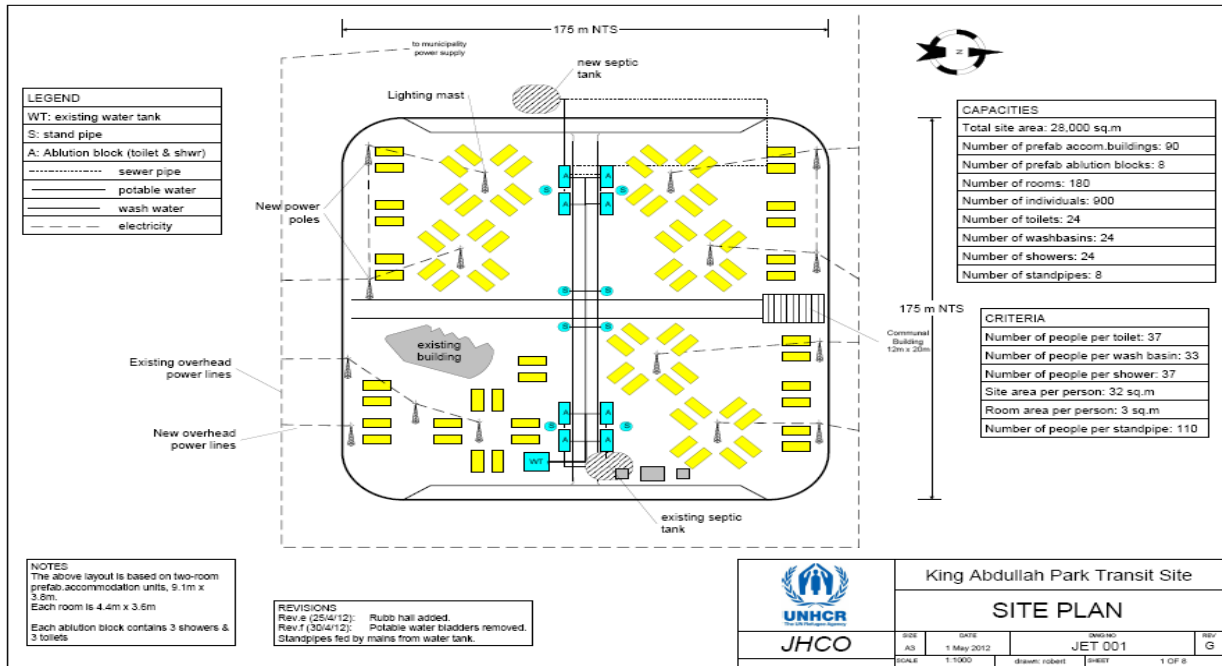 175 m NTS
to municipality
power supply
new septic
tank
Lighting mast
N
LEGEND
WT: existing water tank
S: stand pipe
A: Ablution block (toilet & shwr)
sewer pipe
potable water
wash water
electricity
CAPACITIES
Total site area: 28,000 sq.m
Number of prefab accom.buildings: 90
Number of prefab ablution blocks: 8
Number of rooms: 180
Number of individuals: 900
Number of toilets: 24
Number of washbasins: 24
Number of showers: 24
Number of standpipes: 8
New power
poles
A
A
S
S
A
A
S
S
175 m NTS
CRITERIA
Number of people per toilet: 37
Number of people per wash basin: 33
Number of people per shower: 37
Site area per person: 32 sq.m
Room area per person: 3 sq.m
Number of people per standpipe: 110
Communal
Building
12m x 20m
S
S
existing
building
Existing overhead
power lines
New overhead
power lines
A
A
S
S
A
A
WT
existing septic
tank
NOTES
The above layout is based on two-room
prefab.accommodation units, 9.1m x
3.8m.
Each room is 4.4m x 3.6m
Each ablution block contains 3 showers &
3 toilets
REVISIONS
Rev.e (25/4/12): Rubb hall added.
Rev.f (30/4/12): Potable water bladders removed.
Standpipes fed by mains from water tank.
UNHCR
The UN Refugee Agency
JHCO
King Abdullah Park Transit Site
SITE PLAN
SIZE
A3
DATE
1 May 2012
DWG NO
JET 001
REV
G
SCALE
1:1000
drawn: robert
SHEET
1 OF 8